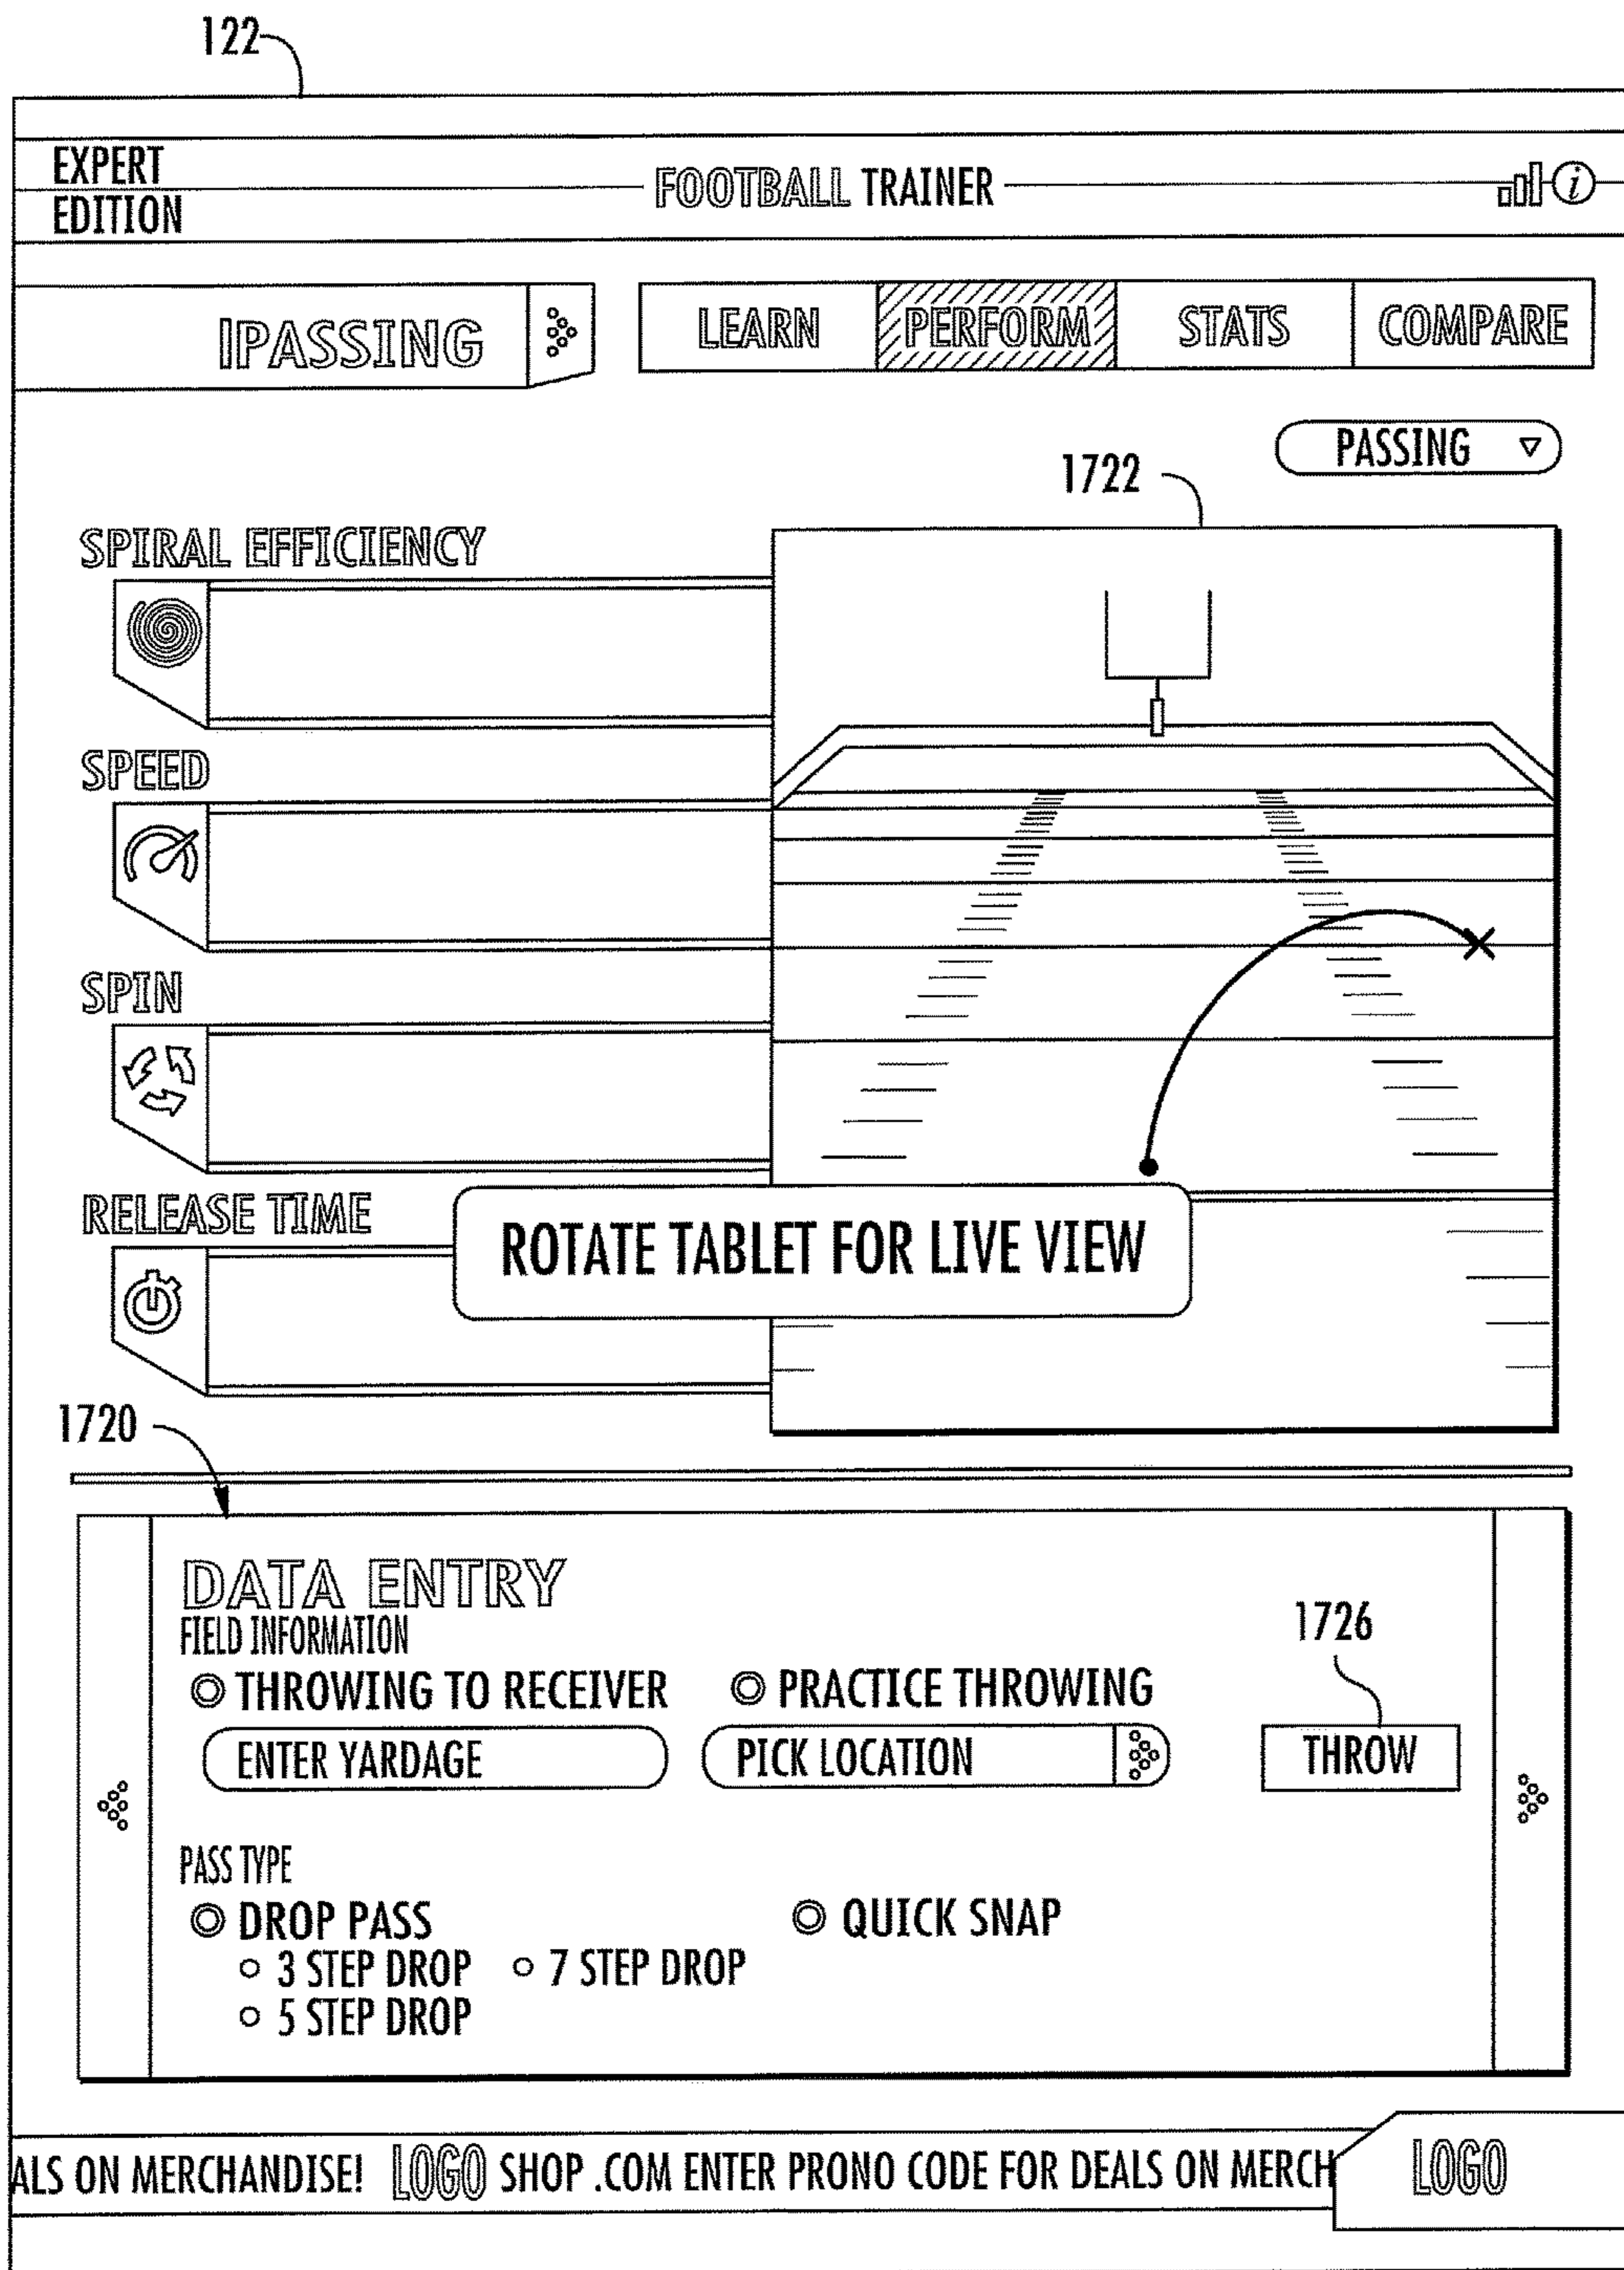 122
EXPERT
EDITION
FOOTBALL TRAINER
i
PASSING
LEARN PERFORM STATS COMPARE
PASSING
1722
SPIRAL EFFICIENCY
SPEED
SPIN
RELEASE TIME
ROTATE TABLET FOR LIVE VIEW
1720
DATA ENTRY
FIELD INFORMATION
1726
THROWING TO RECEIVER PRACTICE THROWING
ENTER YARDAGE PICK LOCATION THROW
PASS TYPE
DROP PASS QUICK SNAP
3 STEP DROP 7 STEP DROP
5 STEP DROP
ALS ON MERCHANDISE! LOGO SHOP .COM ENTER PRONO CODE FOR DEALS ON MERCH LOGO